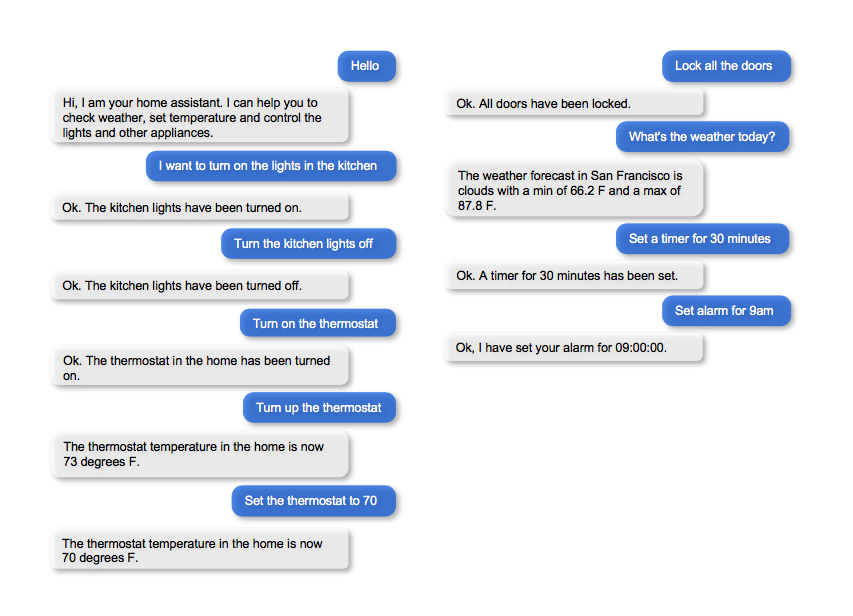 Hello
Hi, I am your home assistant. I can help you to
check weather, set temperature and control the
lights and other appliances.
I want to turn on the lights in the kitchen
Ok. The kitchen lights have been turned on.
Turn the kitchen lights off
Ok. The kitchen lights have been turned off.
Turn on the thermostat
Ok. The thermostat in the home has been turned
on.
Turn up the thermostat
The thermostat temperature in the home is now
73 degrees F.
Set the thermostat to 70
The thermostat temperature in the home is now
70 degrees F.
Lock all the doors
Ok. All doors have been locked.
What's the weather today?
The weather forecast in San Francisco is
clouds with a min of 66.2 F and a max of
87.8 F.
Set a timer for 30 minutes
Ok. A timer for 30 minutes has been set.
Set alarm for 9am
Ok, I have set your alarm for 09:00:00.